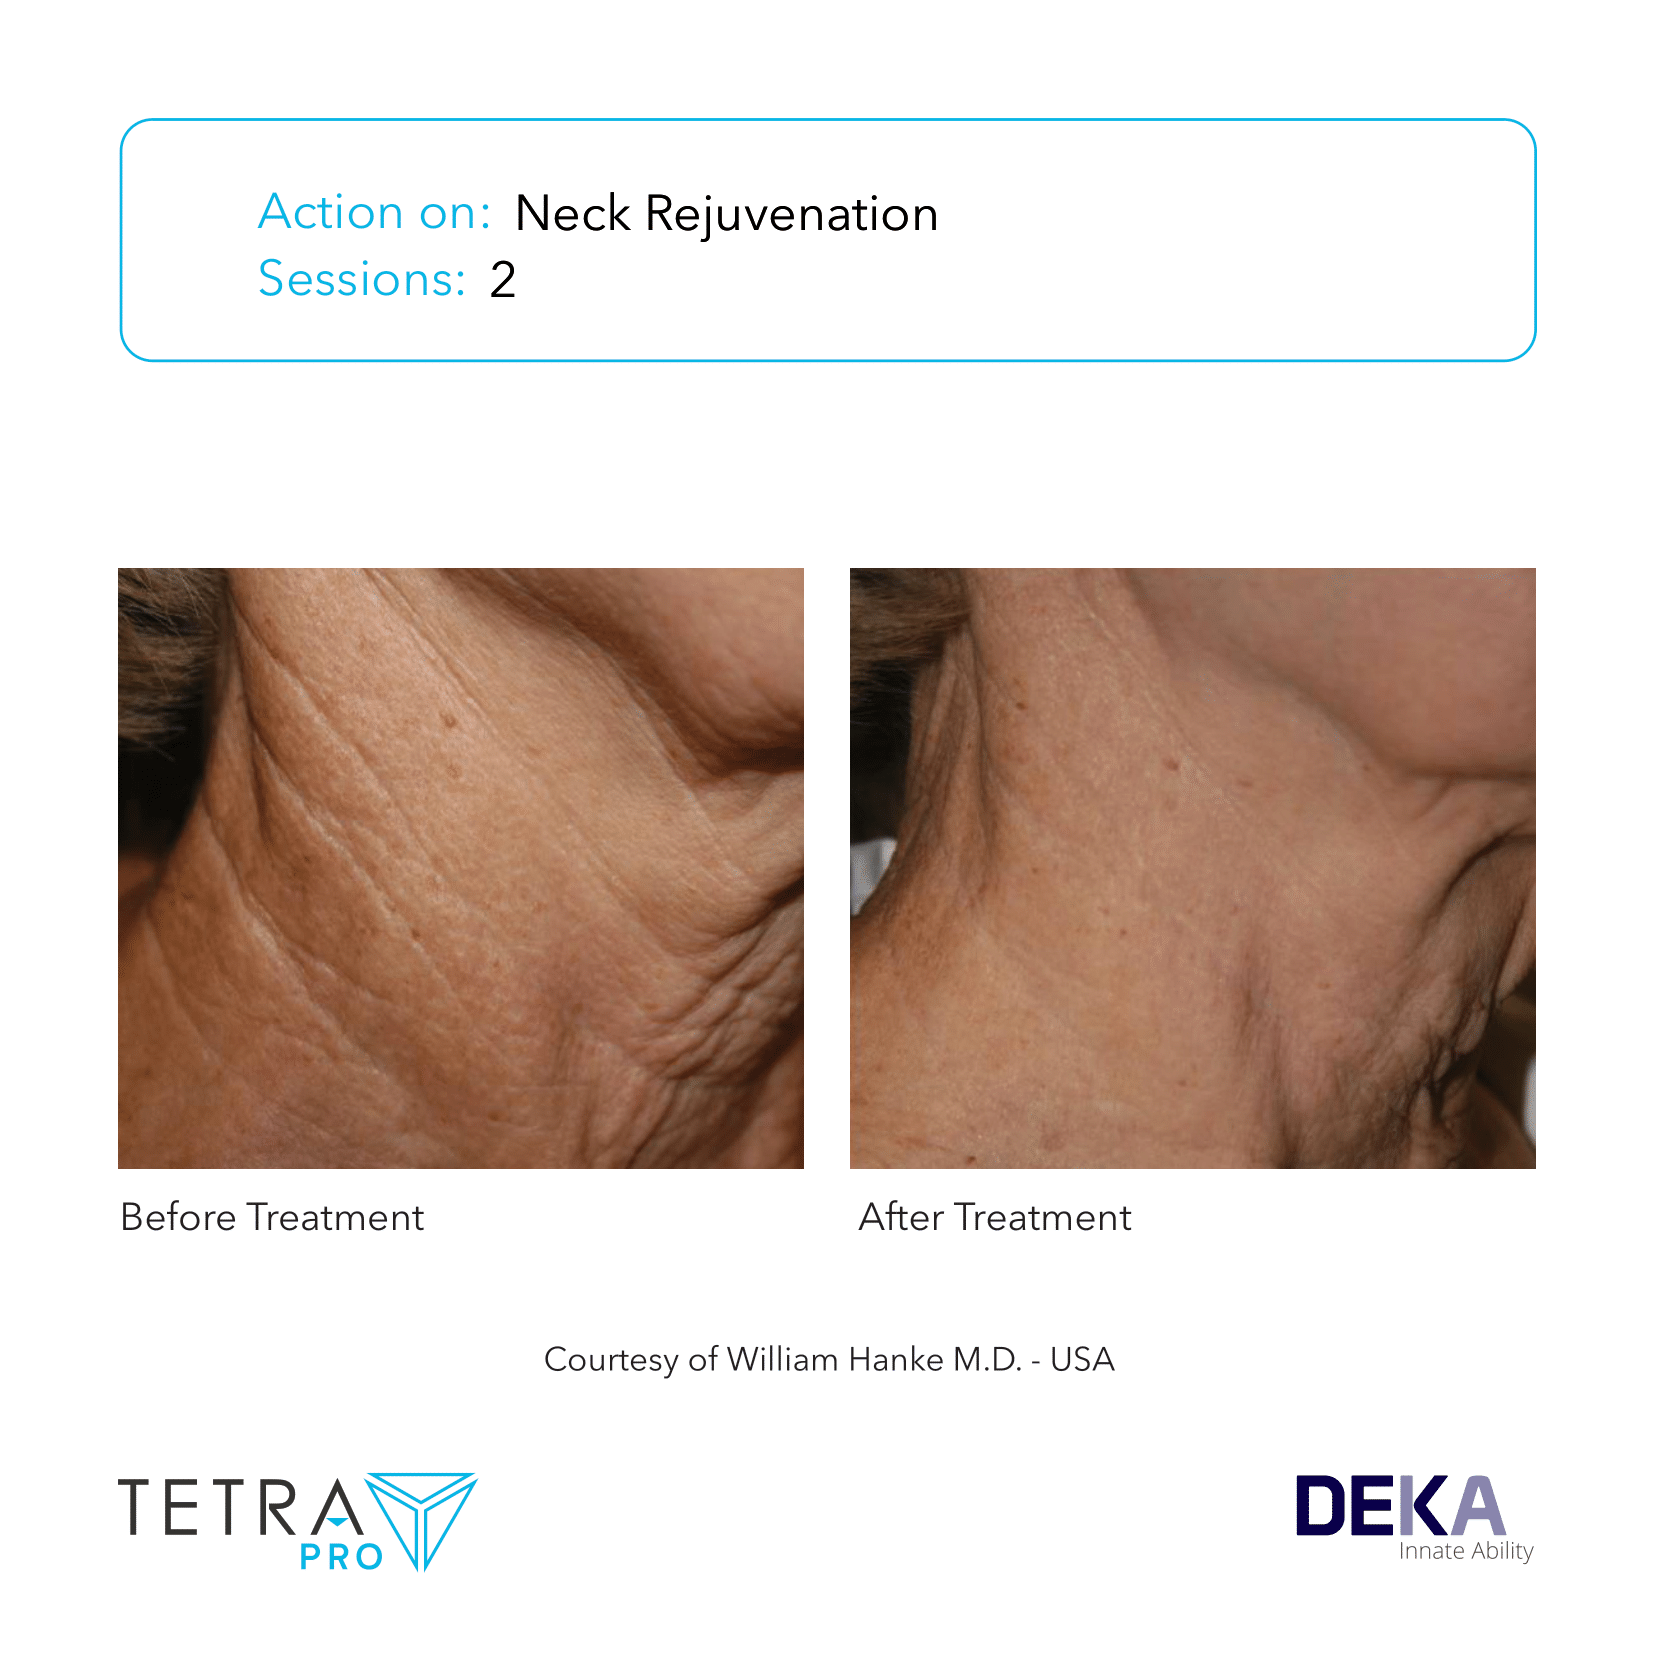 Action on: Neck Rejuvenation
Sessions: 2
Before Treatment
After Treatment
Courtesy of William Hanke M.D. - USA
TETRA
PRO
DEKA
Innate Ability